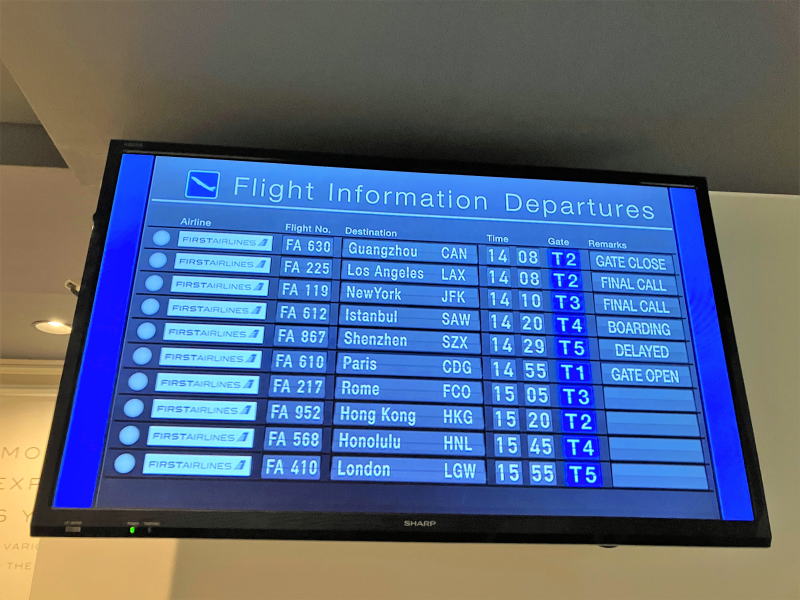 Flight Information Departures
Airline Flight No. Destination Time Gate Remarks
FIRSTAIRLINES FA 630 Guangzhou CAN 14 08 T2 GATE CLOSE
FIRSTAIRLINES FA 225 Los Angeles LAX 14 08 T2 FINAL CALL
FIRSTAIRLINES FA 119 NewYork JFK 14 10 T3 FINAL CALL
FIRSTAIRLINES FA 612 Istanbul SAW 14 20 T4 BOARDING
FIRSTAIRLINES FA 867 Shenzhen SZX 14 29 T5 DELAYED
FIRSTAIRLINES FA 610 Paris CDG 14 55 T1 GATE OPEN
FIRSTAIRLINES FA 217 Rome FCO 15 05 T3
FIRSTAIRLINES FA 952 Hong Kong HKG 15 20 T2
FIRSTAIRLINES FA 568 Honolulu HNL 15 45 T4
FIRSTAIRLINES FA 410 London LGW 15 55 T5
SHARP